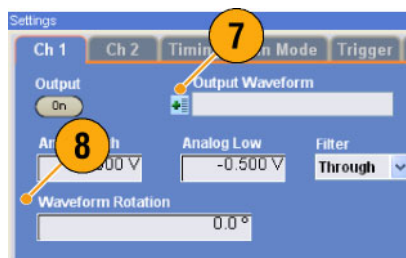 Settings
Ch 1 Ch 2 Mode Trigger
7
Output Output Waveform
On
8
Analog Low Filter
-0.500 V Through
Waveform Rotation
0.0 °